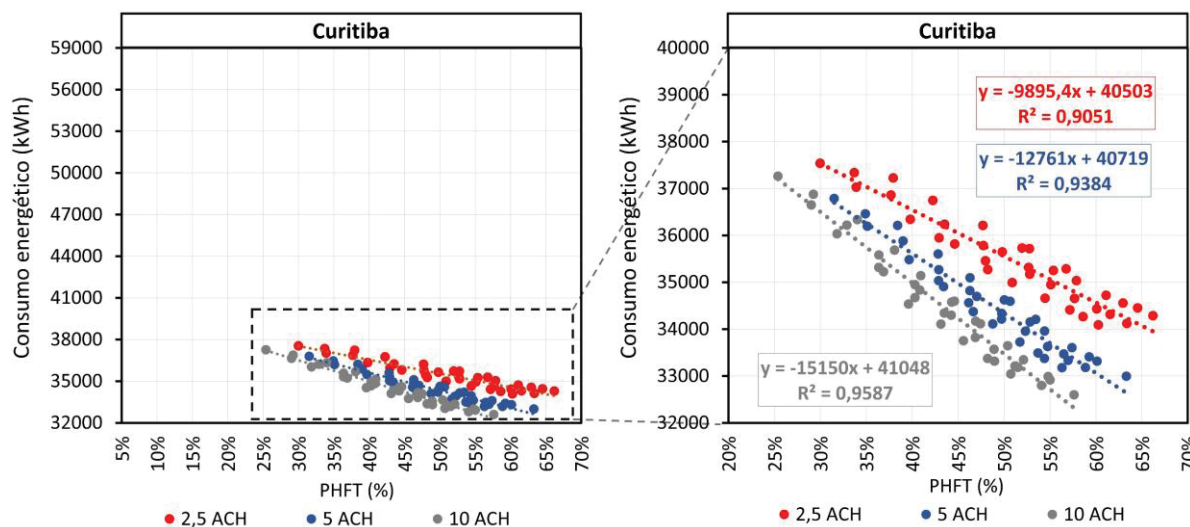 Curitiba
Consumo energético (kWh)
59000
56000
53000
50000
47000
44000
41000
38000
35000
32000
5%
10%
15%
20%
25%
30%
35%
40%
45%
50%
55%
60%
65%
70%
PHFT (%)
2,5 ACH
5 ACH
10 ACH
Curitiba
Consumo energético (kWh)
40000
39000
38000
37000
36000
35000
34000
33000
32000
y = -9895,4x + 40503
R² = 0,9051
y = -12761x + 40719
R² = 0,9384
y = -15150x + 41048
R² = 0,9587
20%
25%
30%
35%
40%
45%
50%
55%
60%
65%
70%
PHFT (%)
2,5 ACH
5 ACH
10 ACH